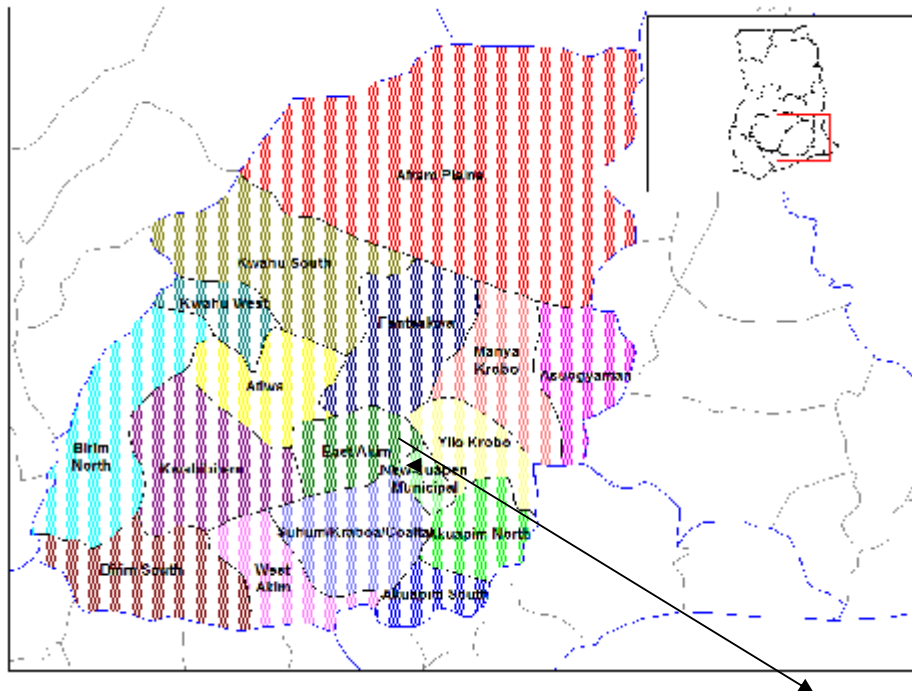 Afram Plains
Kwahu South
Kwahu West
Fanteakwa
Manya
Krobo
Asuogyaman
Atiwa
Birim
North
Kwaebibirem
East Akim
Yilo Krobo
New Juapen
Municipal
Suhum/Kraboa/Coaltar
Akuapim North
Birim South
West
Akim
Akuapim South